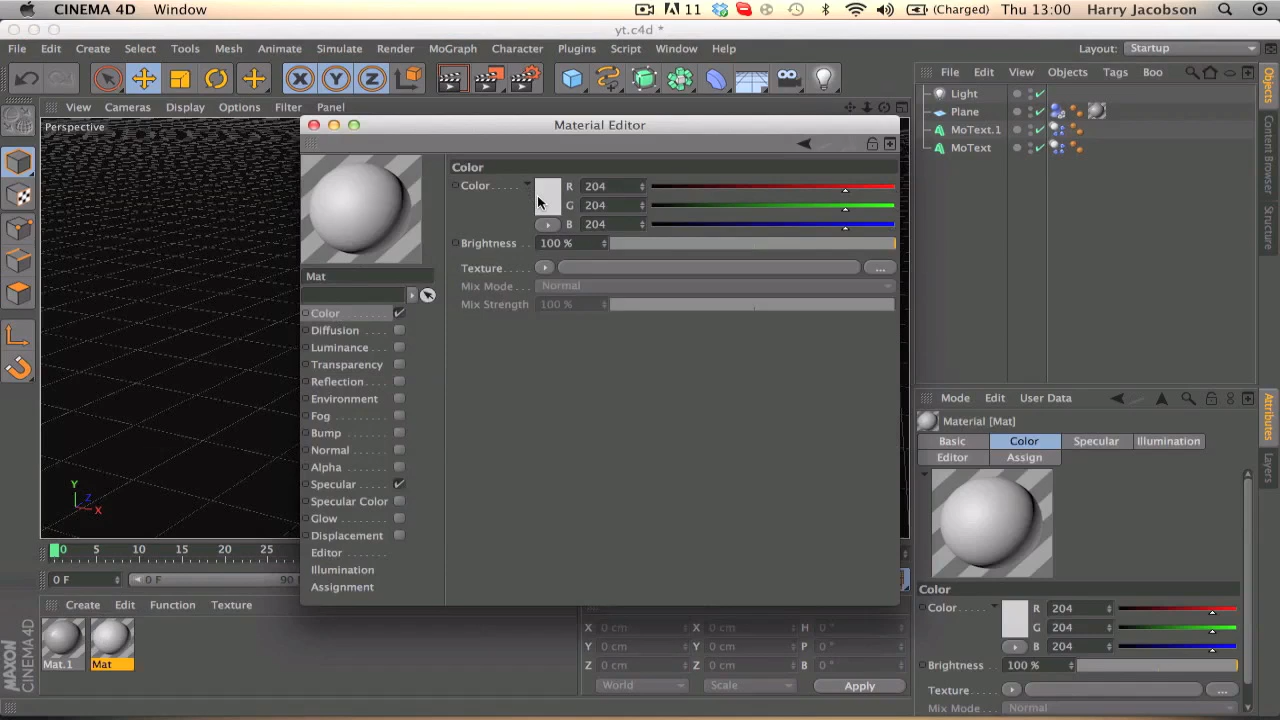 CINEMA 4D Window 11 (Charged) Thu 13:00 Harry Jacobson
yt.c4d *
File Edit Create Select Tools Mesh Animate Simulate Render MoGraph Character Plugins Script Window Help Layout: Startup
X Y Z
File Edit View Objects Tags Boo
View Cameras Display Options Filter Panel
Light
Plane
MoText.1
MoText
Objects
Content Browser
Structure
Perspective
Material Editor
Color
Color R 204
G 204
B 204
Brightness 100 %
Texture ...
Mix Mode Normal
Mix Strength 100 %
Mat
Color
Diffusion
Luminance
Transparency
Reflection
Environment
Fog
Bump
Normal
Alpha
Specular
Specular Color
Glow
Displacement
Editor
Illumination
Assignment
Y
Z
X
0 5 10 15 20 25
0 F 0 F 90
Mode Edit User Data
Material [Mat]
Basic Color Specular Illumination
Editor Assign
Attributes
Layers
Color
Color R 204
G 204
B 204
Brightness 100 %
Texture ...
Mix Mode Normal
Create Edit Function Texture
Mat.1 Mat
MAXON
CINEMA 4D
X 0 cm X 0 cm H 0 °
Y 0 cm Y 0 cm P 0 °
Z 0 cm Z 0 cm B 0 °
World Scale Apply